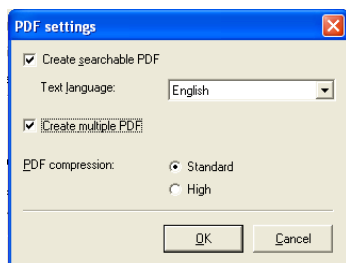 PDF settings
Create searchable PDF
Text language: English
Create multiple PDF
PDF compression: Standard
High
OK Cancel